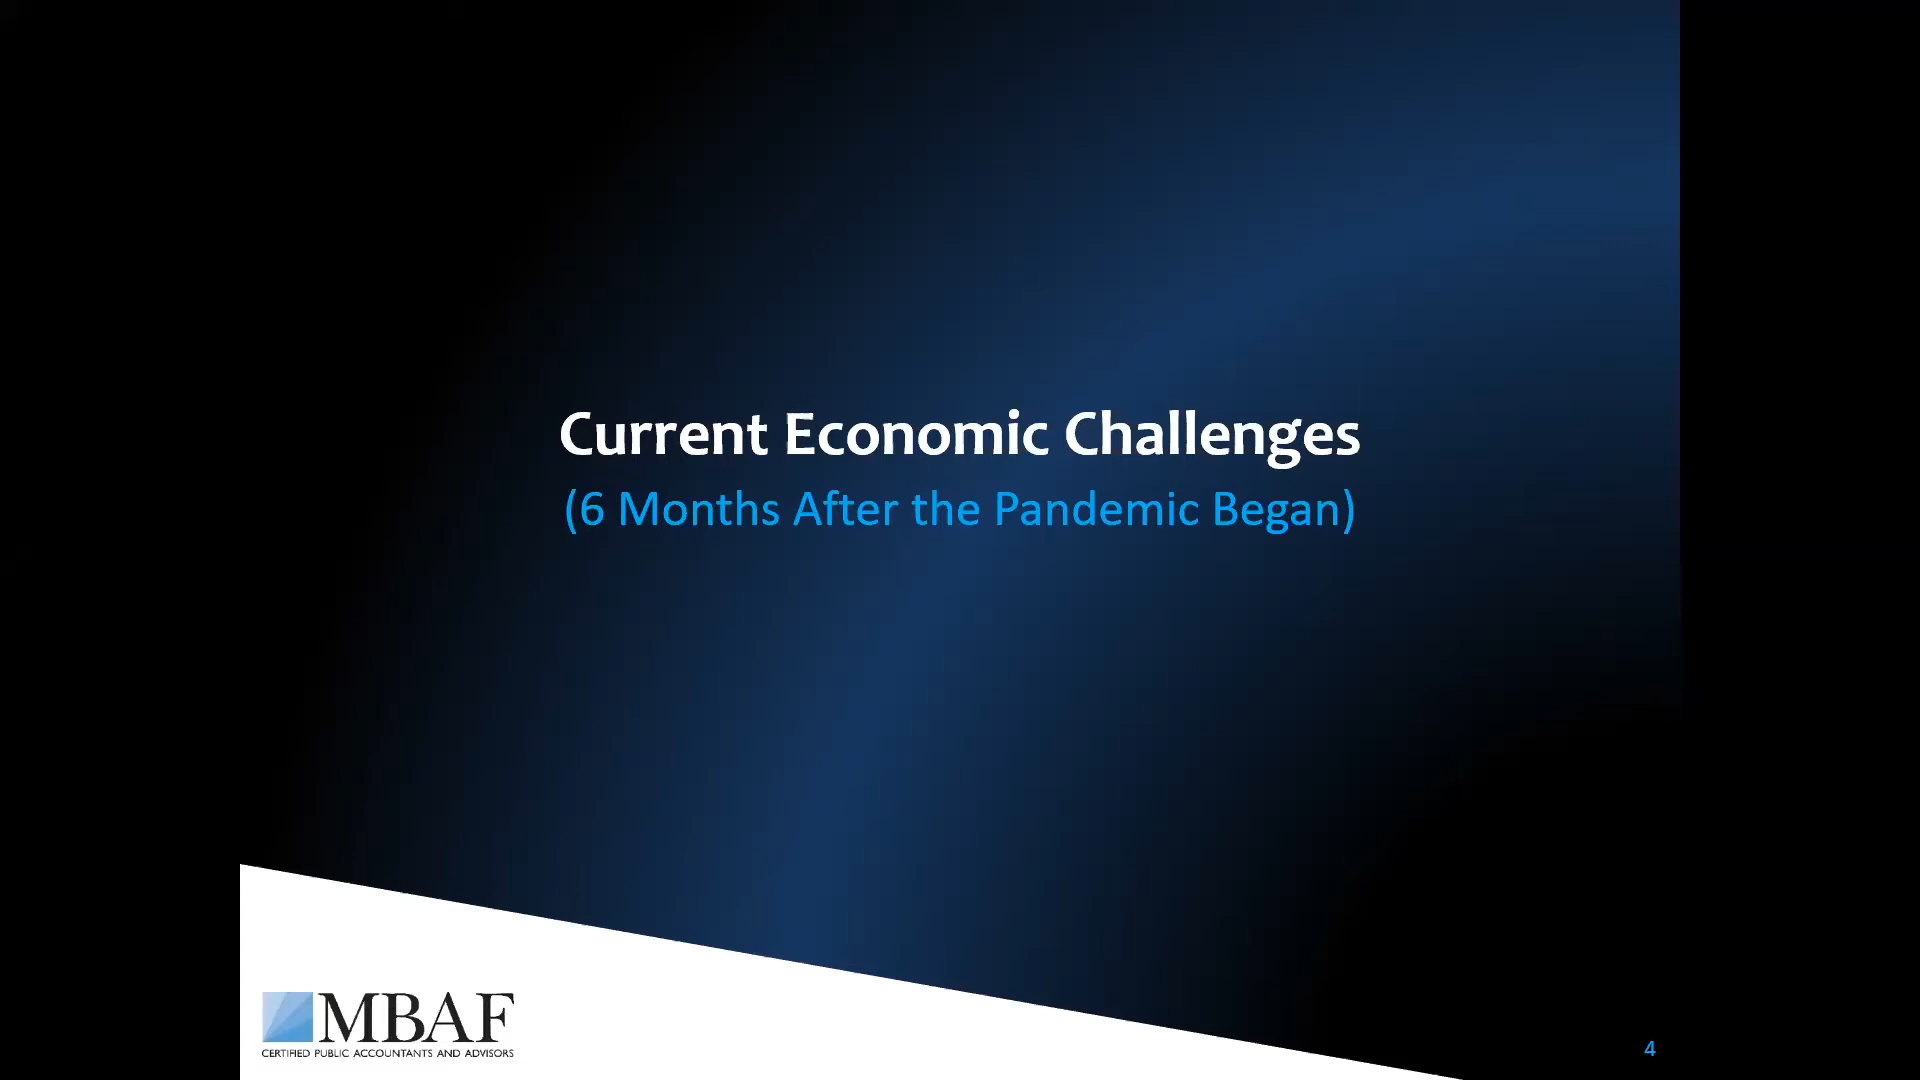 Current Economic Challenges
(6 Months After the Pandemic Began)
MBAF
CERTIFIED PUBLIC ACCOUNTANTS AND ADVISORS
4